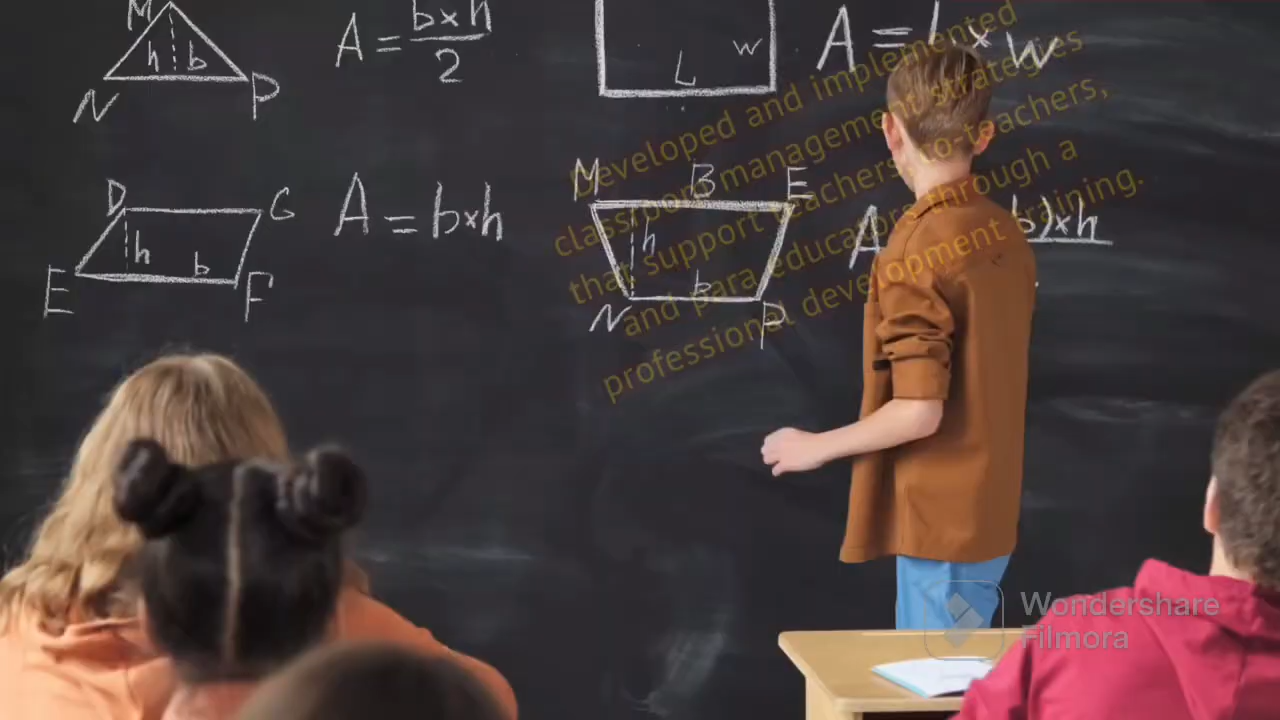 M
h b
N P
A = b×h
2
L w
A = L × W
D G
h
b
E F
A = b×h
M B E
h
b
N P
A b)×h
Developed and implemented
classroom management strategies
that support teachers, to-teachers,
and para educators through a
professional development training.
Wondershare
Filmora